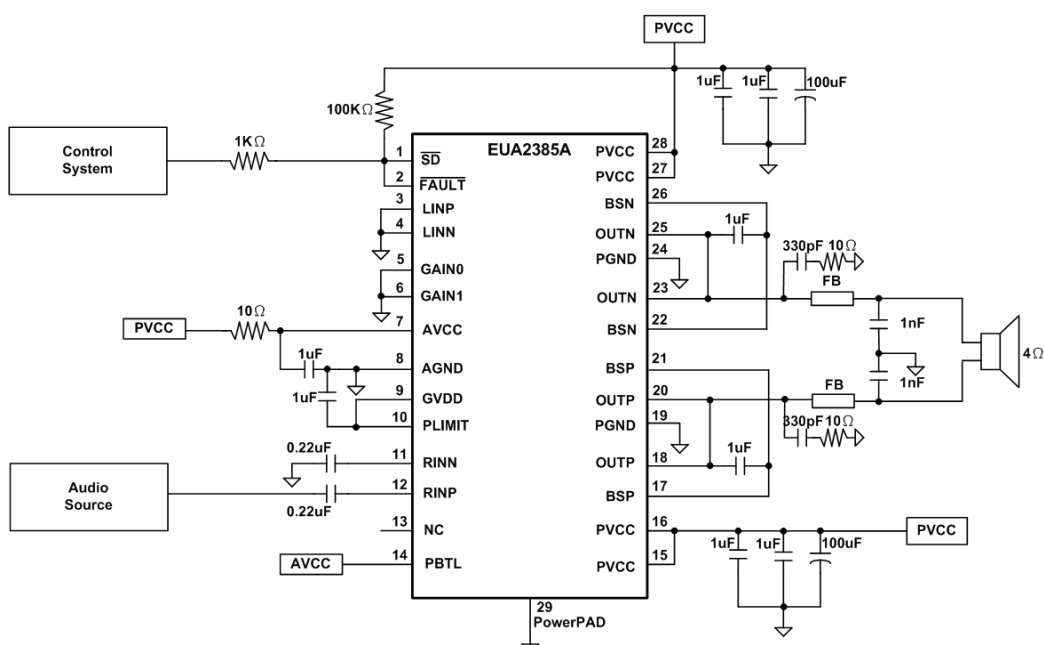 PVCC
1uF 1uF 100uF
100KΩ
Control
System
1KΩ
EUA2385A
1 SD
2 FAULT
3 LINP
4 LINN
5 GAIN0
6 GAIN1
PVCC 10Ω 7 AVCC
1uF 8 AGND
1uF 9 GVDD
10 PLIMIT
0.22uF 11 RINN
Audio
Source
12 RINP
0.22uF
13 NC
AVCC 14 PBTL
PVCC 28
PVCC 27
BSN 26
OUTN 25
1uF
PGND 24
330pF 10Ω
OUTN 23
FB
BSN 22
1nF
BSP 21
4Ω
1nF
OUTP 20
FB
PGND 19
330pF 10Ω
1uF
OUTP 18
BSP 17
PVCC 16
PVCC
1uF 1uF 100uF
PVCC 15
29
PowerPAD